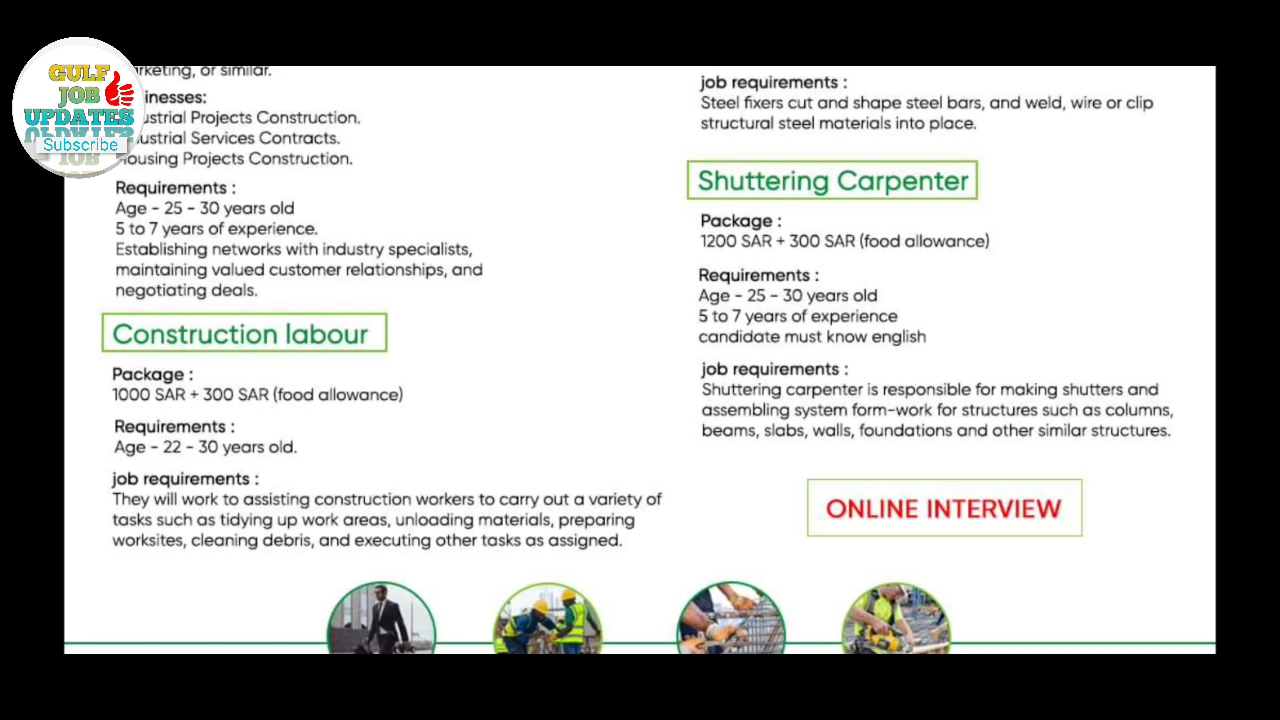 GULF
JOB
UPDATES
Subscribe
rketing, or similar.
inesses:
ustrial Projects Construction.
ustrial Services Contracts.
ousing Projects Construction.
Requirements :
Age - 25 - 30 years old
5 to 7 years of experience.
Establishing networks with industry specialists,
maintaining valued customer relationships, and
negotiating deals.
Construction labour
Package :
1000 SAR + 300 SAR (food allowance)
Requirements :
Age - 22 - 30 years old.
job requirements :
They will work to assisting construction workers to carry out a variety of
tasks such as tidying up work areas, unloading materials, preparing
worksites, cleaning debris, and executing other tasks as assigned.
job requirements :
Steel fixers cut and shape steel bars, and weld, wire or clip
structural steel materials into place.
Shuttering Carpenter
Package :
1200 SAR + 300 SAR (food allowance)
Requirements :
Age - 25 - 30 years old
5 to 7 years of experience
candidate must know english
job requirements :
Shuttering carpenter is responsible for making shutters and
assembling system form-work for structures such as columns,
beams, slabs, walls, foundations and other similar structures.
ONLINE INTERVIEW